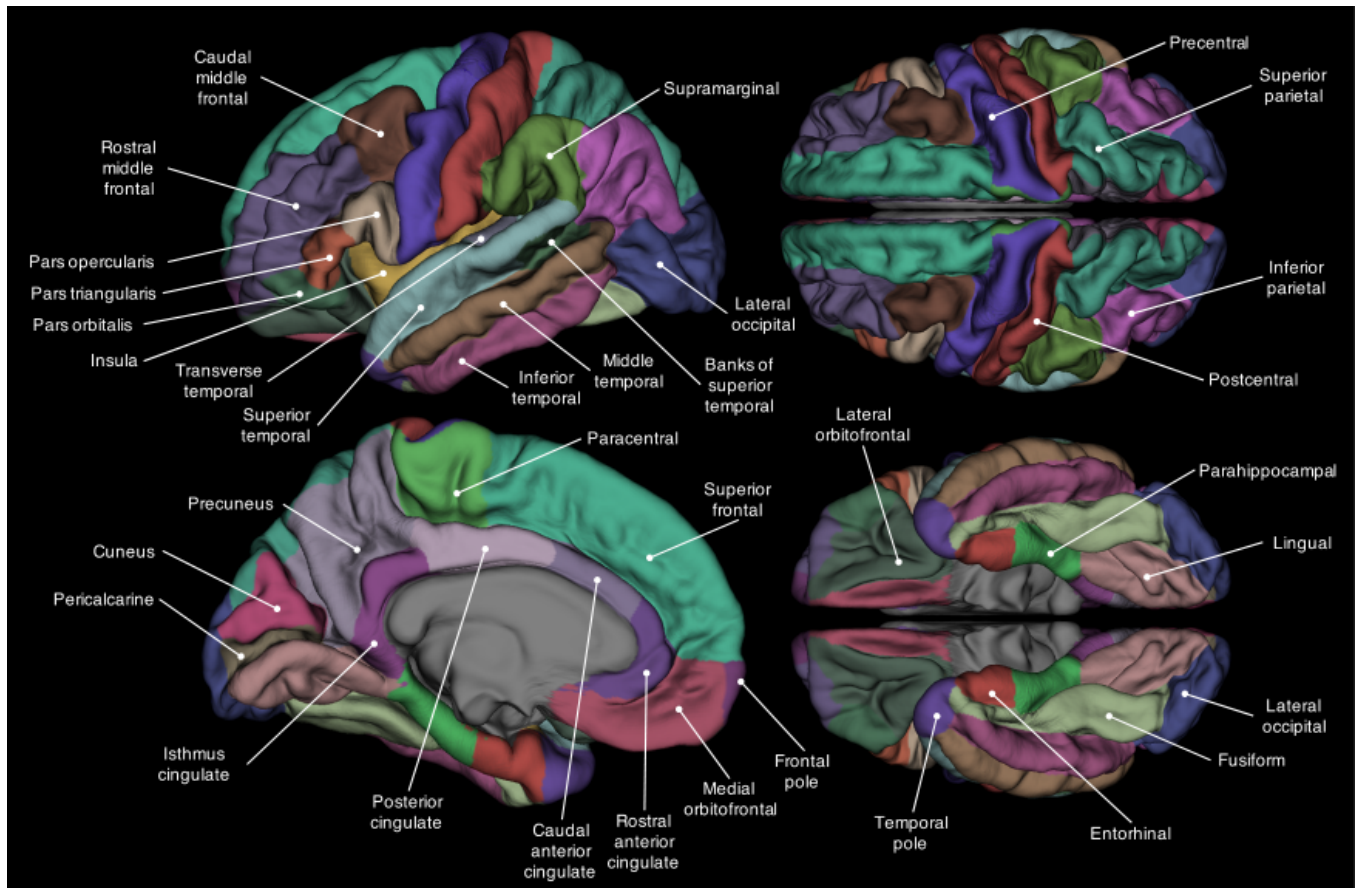 Caudal
middle
frontal
Rostral
middle
frontal
Pars opercularis
Pars triangularis
Pars orbitalis
Insula
Transverse
temporal
Superior
temporal
Inferior
temporal
Middle
temporal
Banks of
superior
temporal
Lateral
occipital
Supramarginal
Precentral
Superior
parietal
Inferior
parietal
Postcentral
Paracentral
Precuneus
Cuneus
Pericalcarine
Isthmus
cingulate
Posterior
cingulate
Caudal
anterior
cingulate
Rostral
anterior
cingulate
Medial
orbitofrontal
Frontal
pole
Superior
frontal
Lateral
orbitofrontal
Parahippocampal
Lingual
Lateral
occipital
Fusiform
Entorhinal
Temporal
pole